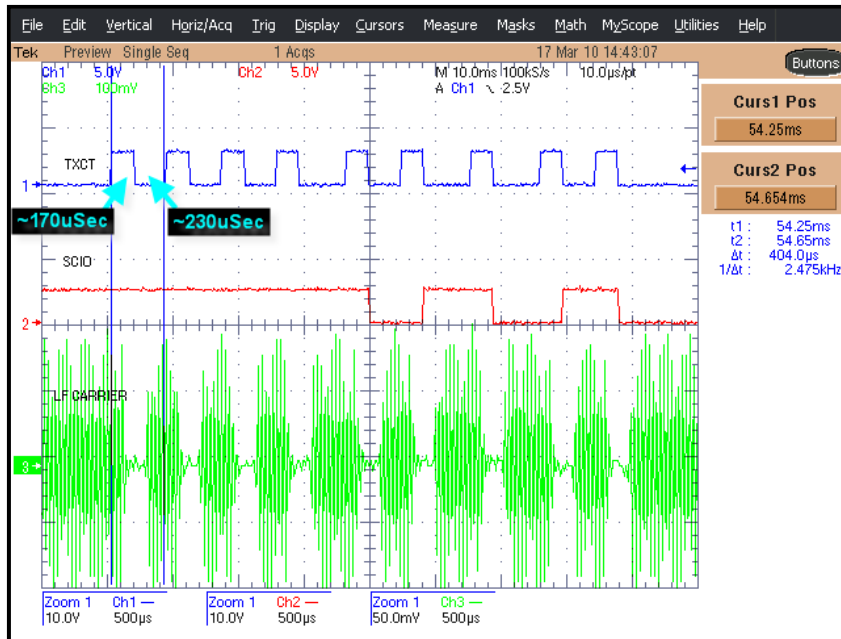 File Edit Vertical Horiz/Acq Trig Display Cursors Measure Masks Math MyScope Utilities Help
Tek Preview Single Seq 1 Acqs 17 Mar 10 14:43:07
Buttons
Ch1 5.0V Ch2 5.0V M 10.0ms 100kS/s 10.0µs/pt
Ch3 100mV A Ch1 ∖ -2.5V
Curs1 Pos
54.25ms
Curs2 Pos
54.654ms
t1 : 54.25ms
t2 : 54.65ms
Δt : 404.0µs
1/Δt : 2.475kHz
TXCT
1
~170uSec ~230uSec
SCIO
2
LF CARRIER
3
Zoom 1 Ch1 Zoom 1 Ch2 Zoom 1 Ch3
10.0V 500µs 10.0V 500µs 50.0mV 500µs